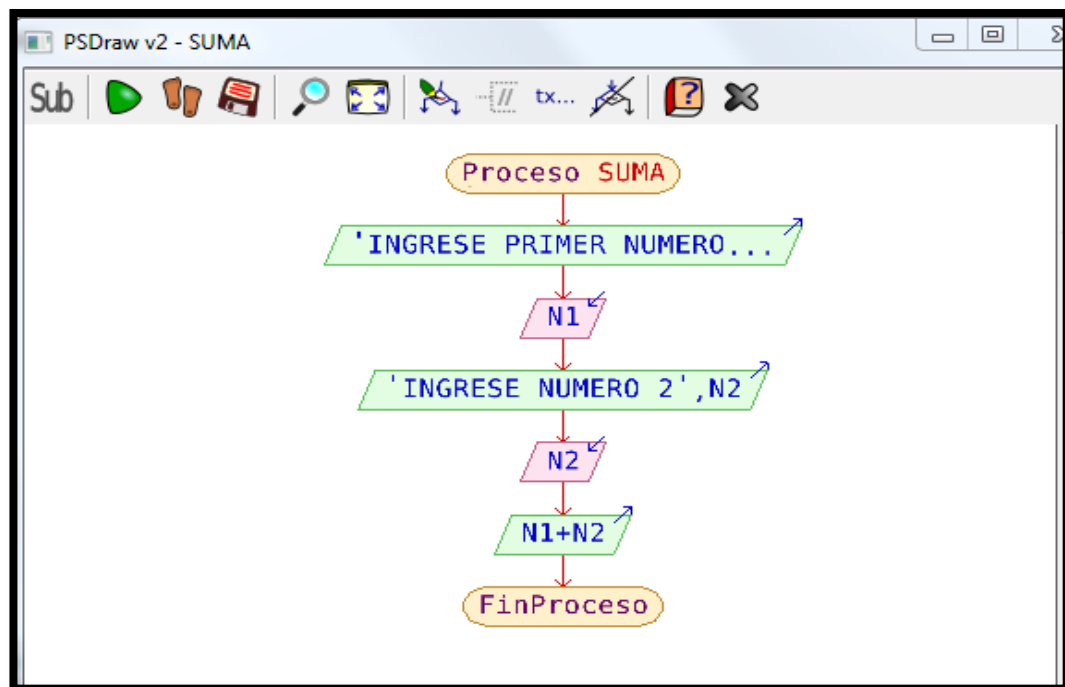 PSDraw v2 - SUMA
Sub
tx...
?
Proceso SUMA
'INGRESE PRIMER NUMERO...
N1
'INGRESE NUMERO 2',N2
N2
N1+N2
FinProceso